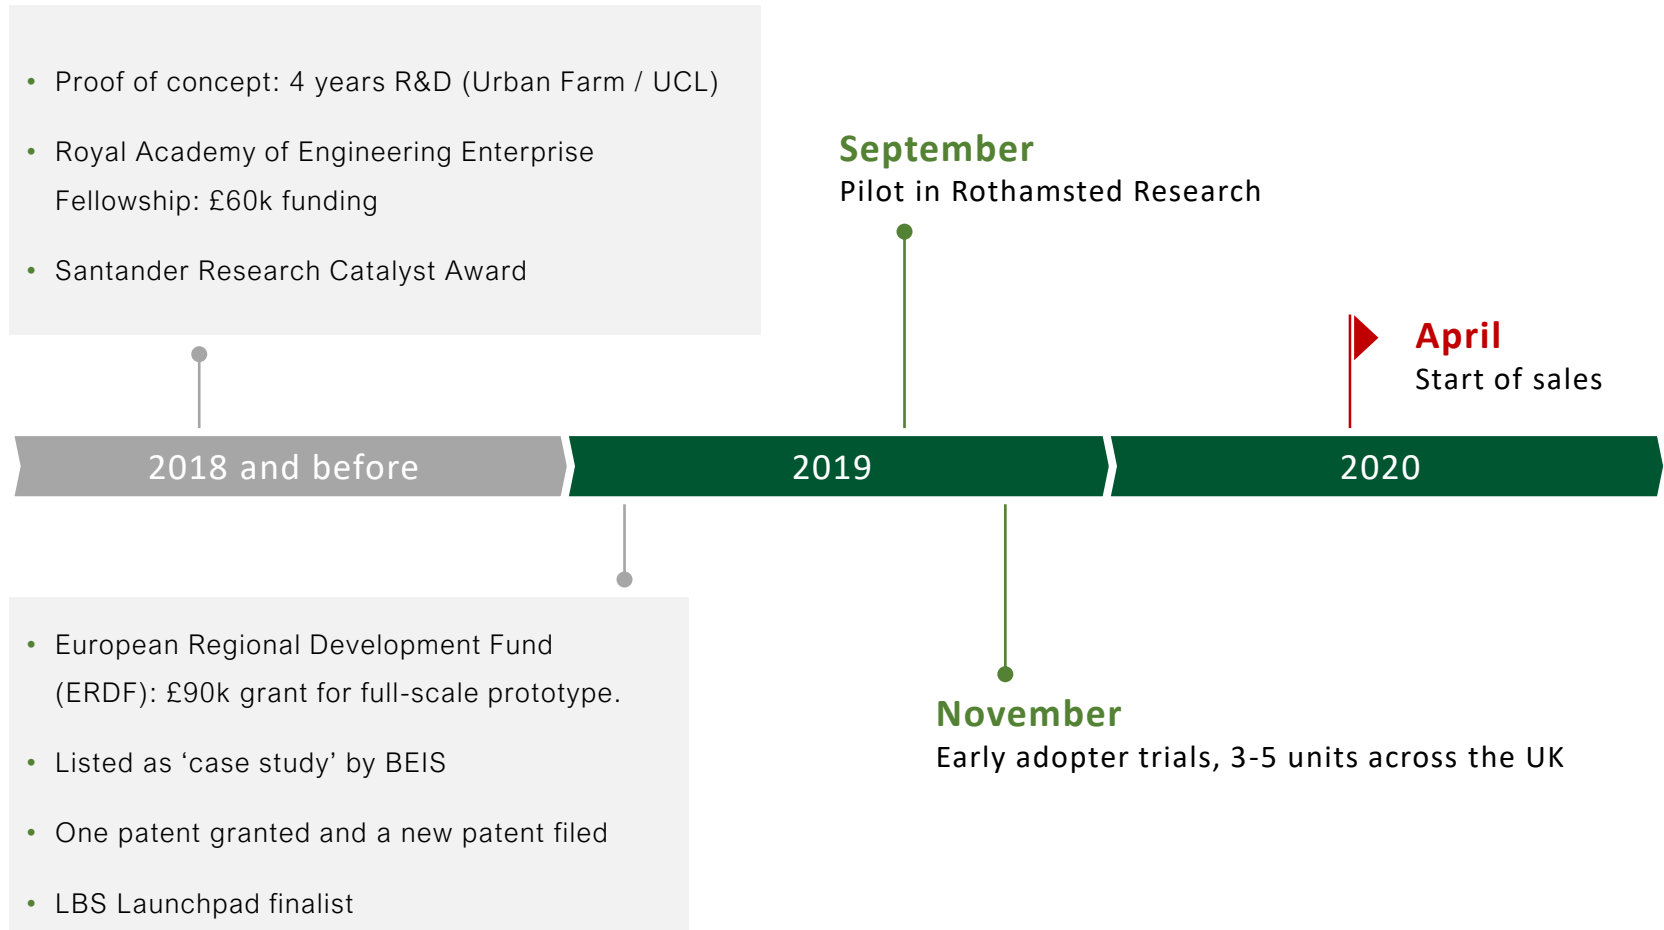 • Proof of concept: 4 years R&D (Urban Farm / UCL)
• Royal Academy of Engineering Enterprise
Fellowship: £60k funding
• Santander Research Catalyst Award
September
Pilot in Rothamsted Research
April
Start of sales
2018 and before
2019
2020
• European Regional Development Fund
(ERDF): £90k grant for full-scale prototype.
• Listed as ‘case study’ by BEIS
• One patent granted and a new patent filed
• LBS Launchpad finalist
November
Early adopter trials, 3-5 units across the UK